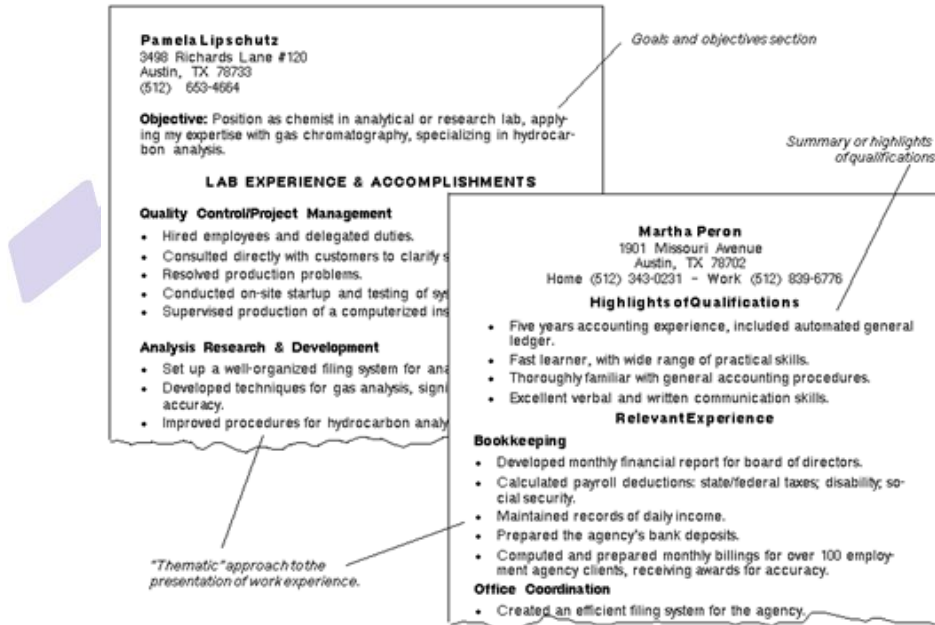 Pamela Lipschutz
3498 Richards Lane #120
Austin, TX 78733
(512) 653-4664
Objective: Position as chemist in analytical or research lab, apply-
ing my expertise with gas chromatography, specializing in hydrocar-
bon analysis.
LAB EXPERIENCE & ACCOMPLISHMENTS
Quality Control/Project Management
• Hired employees and delegated duties.
• Consulted directly with customers to clarify s
• Resolved production problems.
• Conducted on-site startup and testing of sy
• Supervised production of a computerized ins
Analysis Research & Development
• Set up a well-organized filing system for ana
• Developed techniques for gas analysis, signi
accuracy.
• Improved procedures for hydrocarbon analy
Goals and objectives section
Summary or highlights
of qualifications
Martha Peron
1901 Missouri Avenue
Austin, TX 78702
Home (512) 343-0231 - Work (512) 839-6776
Highlights of Qualifications
• Five years accounting experience, included automated general
ledger.
• Fast learner, with wide range of practical skills.
• Thoroughly familiar with general accounting procedures.
• Excellent verbal and written communication skills.
Relevant Experience
Bookkeeping
• Developed monthly financial report for board of directors.
• Calculated payroll deductions: state/federal taxes; disability; so-
cial security.
• Maintained records of daily income.
• Prepared the agency's bank deposits.
• Computed and prepared monthly billings for over 100 employ-
ment agency clients, receiving awards for accuracy.
Office Coordination
• Created an efficient filing system for the agency.
"Thematic" approach to the
presentation of work experience.